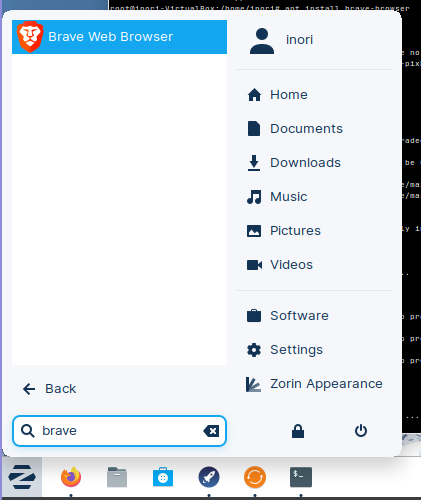 root@inori-VirtualBox:/home/inori# apt install brave-browser
Brave Web Browser
inori
Home
Documents
Downloads
Music
Pictures
Videos
Software
Settings
Zorin Appearance
Back
brave